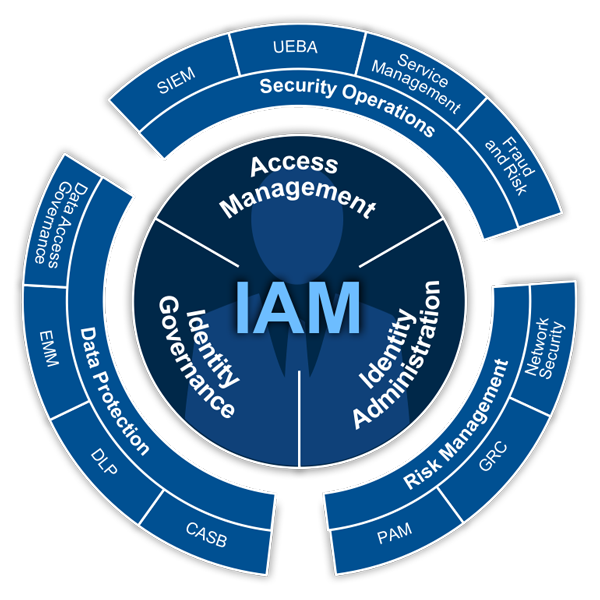 SIEM
UEBA
Service
Management
Fraud
and Risk
Security Operations
Access
Management
IAM
Identity
Governance
Identity
Administration
Data Access
Governance
EMM
DLP
CASB
Data Protection
Network
Security
GRC
PAM
Risk Management